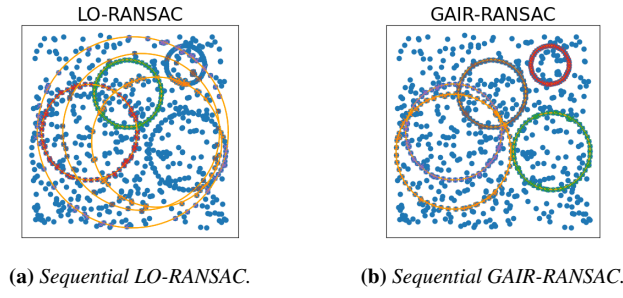 LO-RANSAC
GAIR-RANSAC
(a) Sequential LO-RANSAC.
(b) Sequential GAIR-RANSAC.